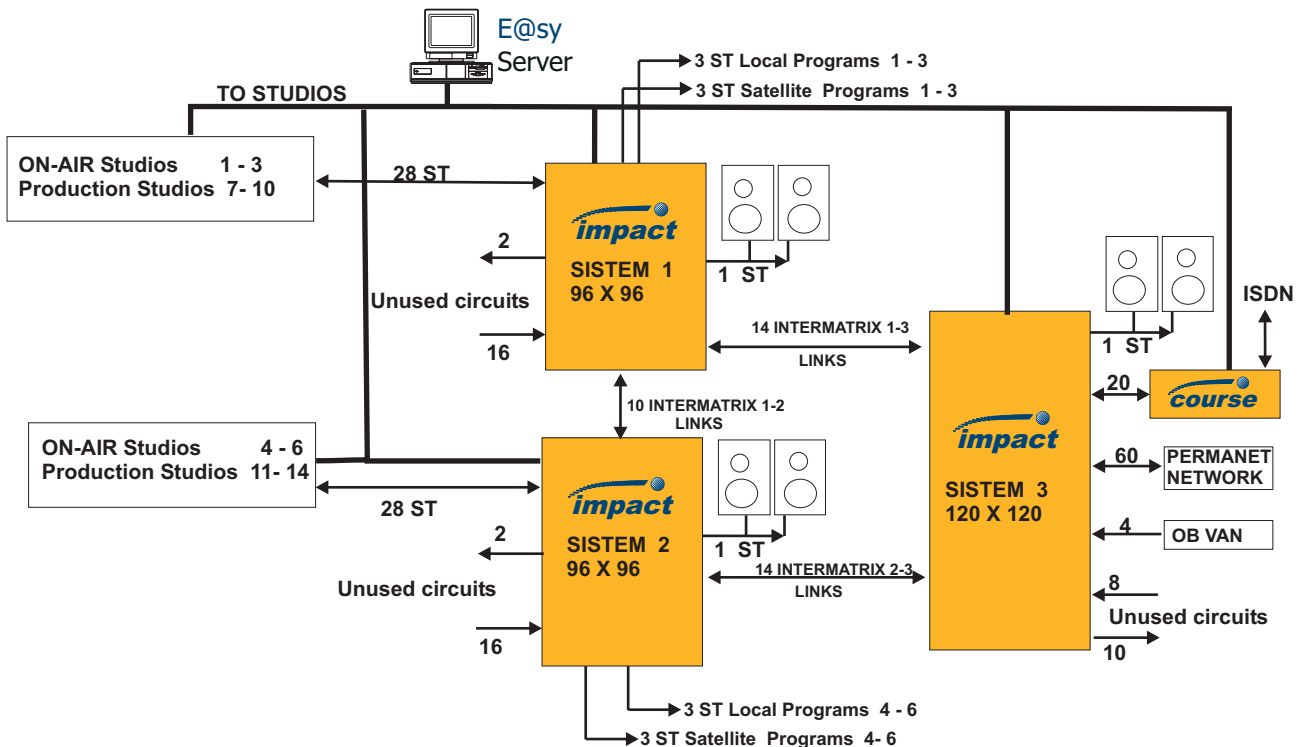 E@sy
Server
3 ST Local Programs 1 - 3
3 ST Satellite Programs 1 - 3
TO STUDIOS
ON-AIR Studios 1 - 3
Production Studios 7- 10
28 ST
impact
SISTEM 1
96 X 96
2
Unused circuits
16
1 ST
14 INTERMATRIX 1-3
LINKS
10 INTERMATRIX 1-2
LINKS
ON-AIR Studios 4 - 6
Production Studios 11- 14
28 ST
impact
SISTEM 2
96 X 96
2
Unused circuits
16
1 ST
14 INTERMATRIX 2-3
LINKS
3 ST Local Programs 4 - 6
3 ST Satellite Programs 4- 6
impact
SISTEM 3
120 X 120
1 ST
ISDN
20
course
60
PERMANET
NETWORK
4
OB VAN
8
Unused circuits
10